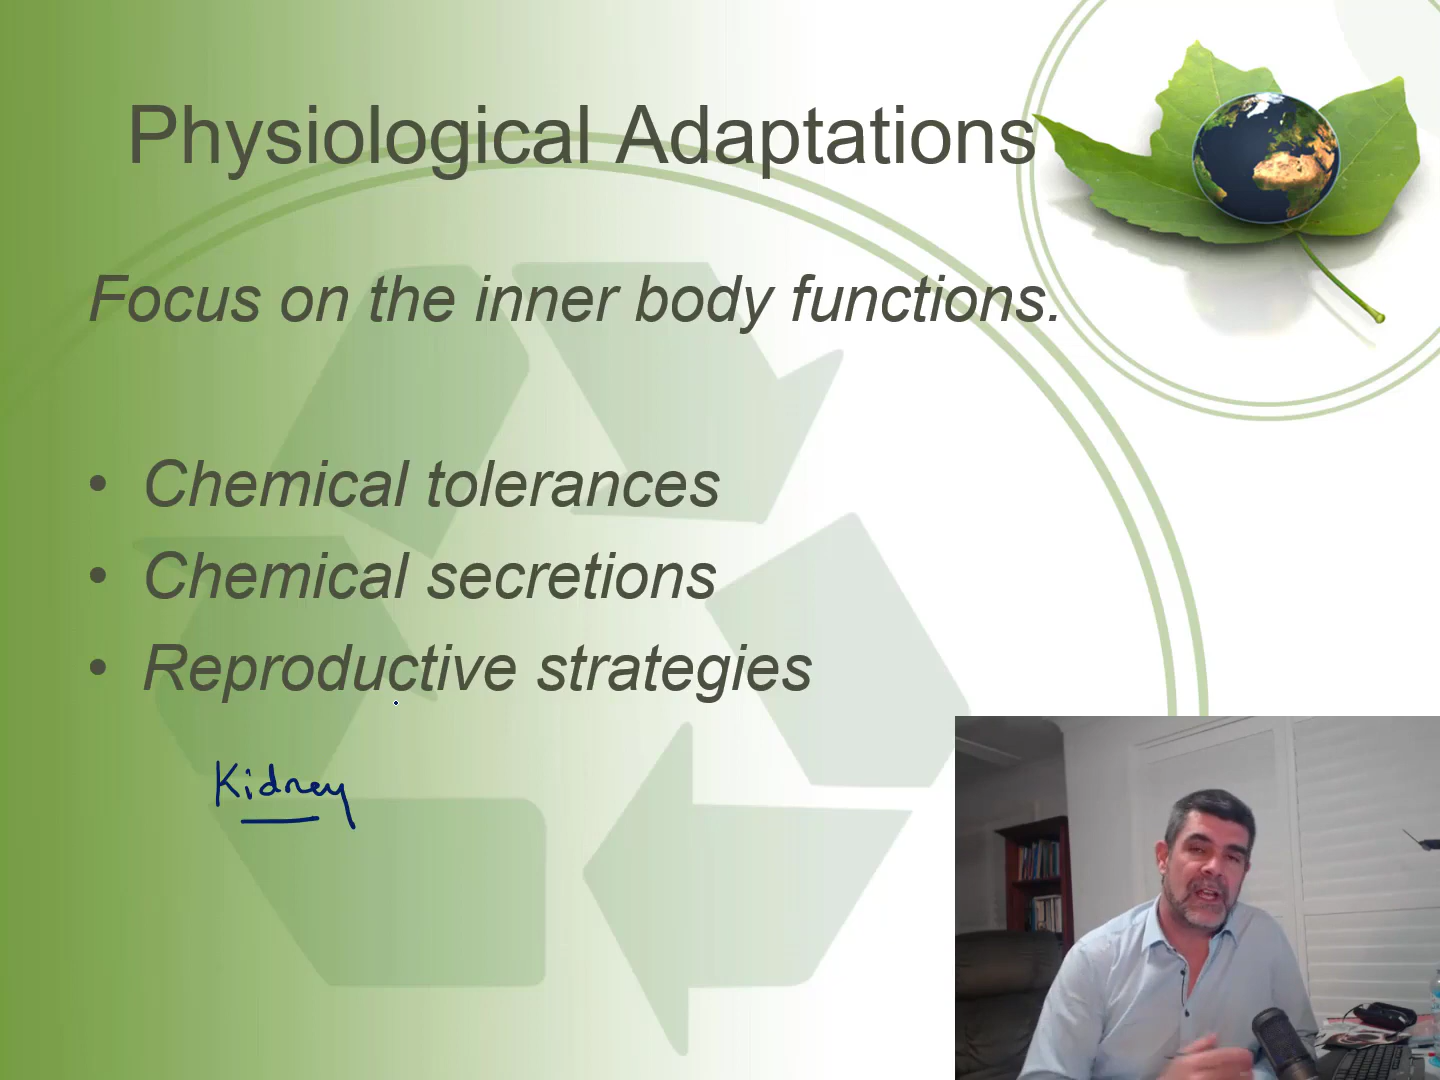 Physiological Adaptations
Focus on the inner body functions.
• Chemical tolerances
• Chemical secretions
• Reproductive strategies
Kidney